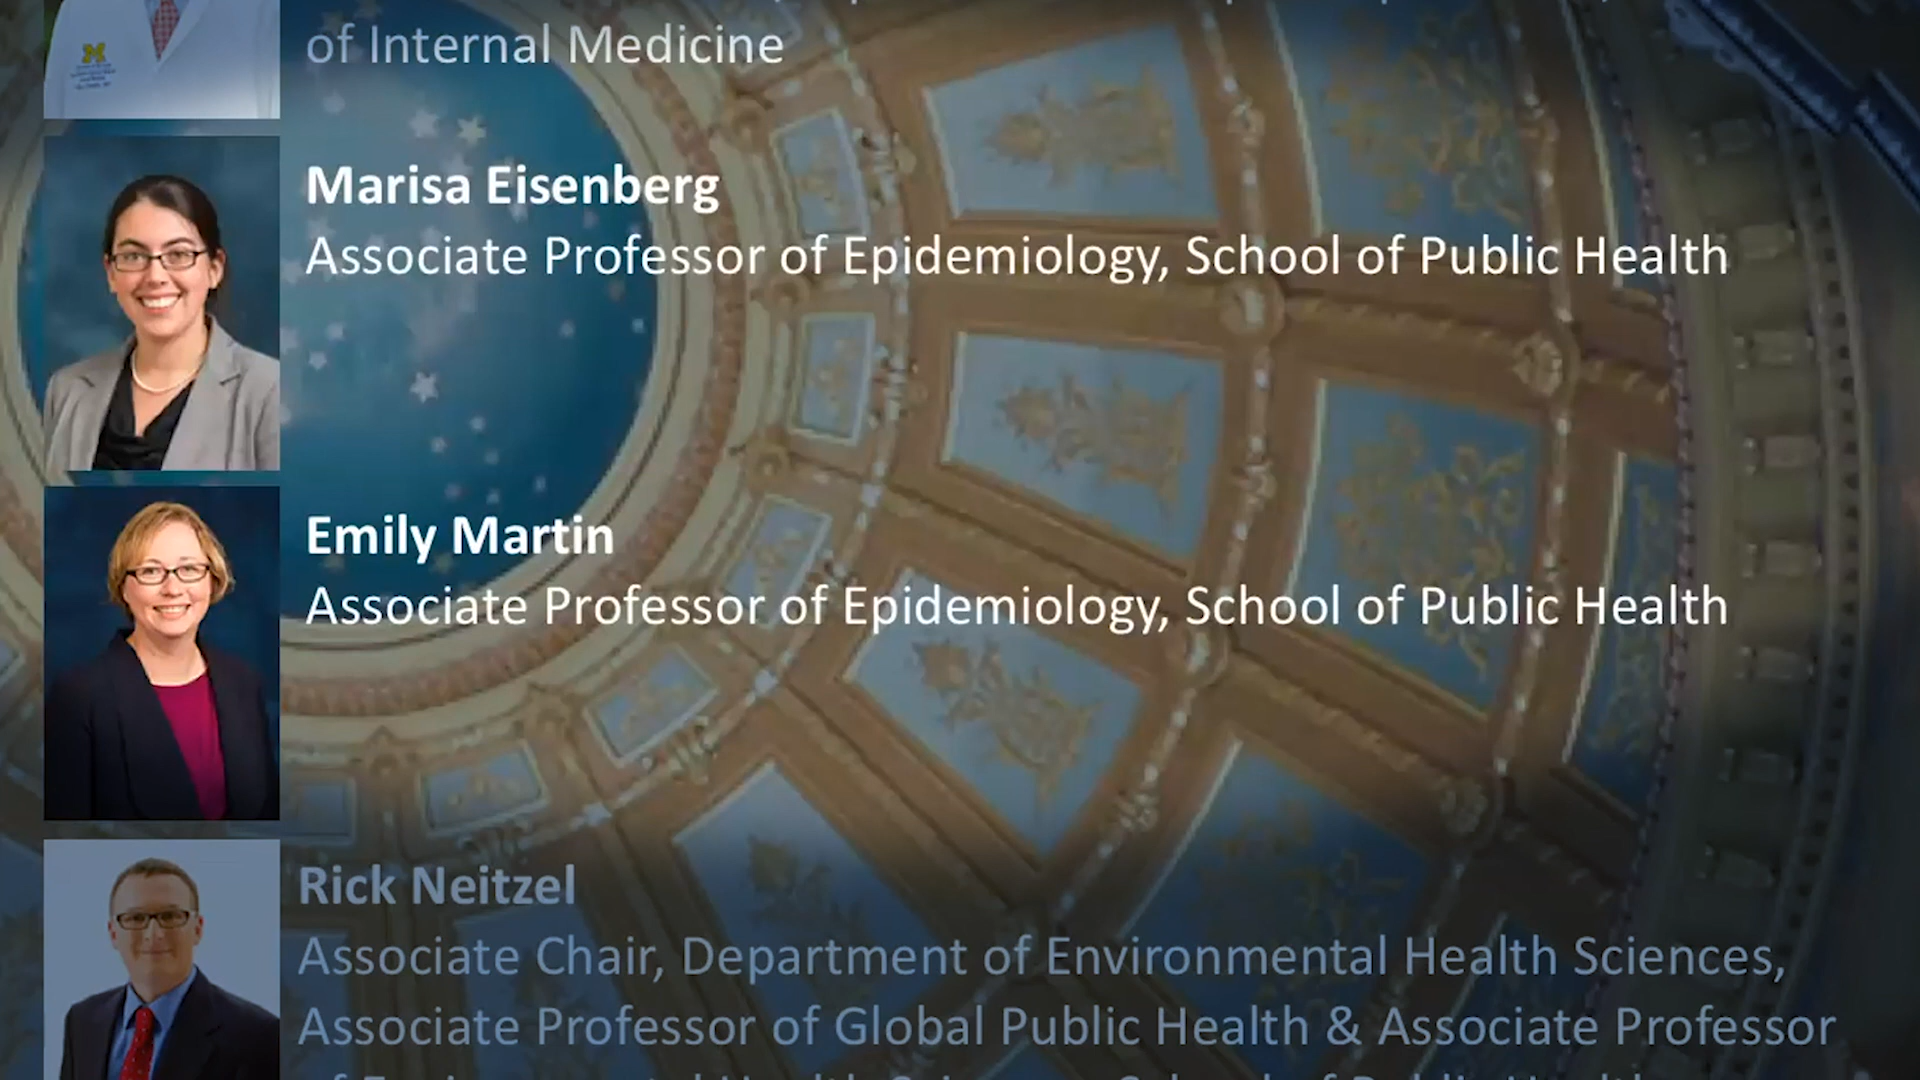 of Internal Medicine
Marisa Eisenberg
Associate Professor of Epidemiology, School of Public Health
Emily Martin
Associate Professor of Epidemiology, School of Public Health
Rick Neitzel
Associate Chair, Department of Environmental Health Sciences,
Associate Professor of Global Public Health & Associate Professor